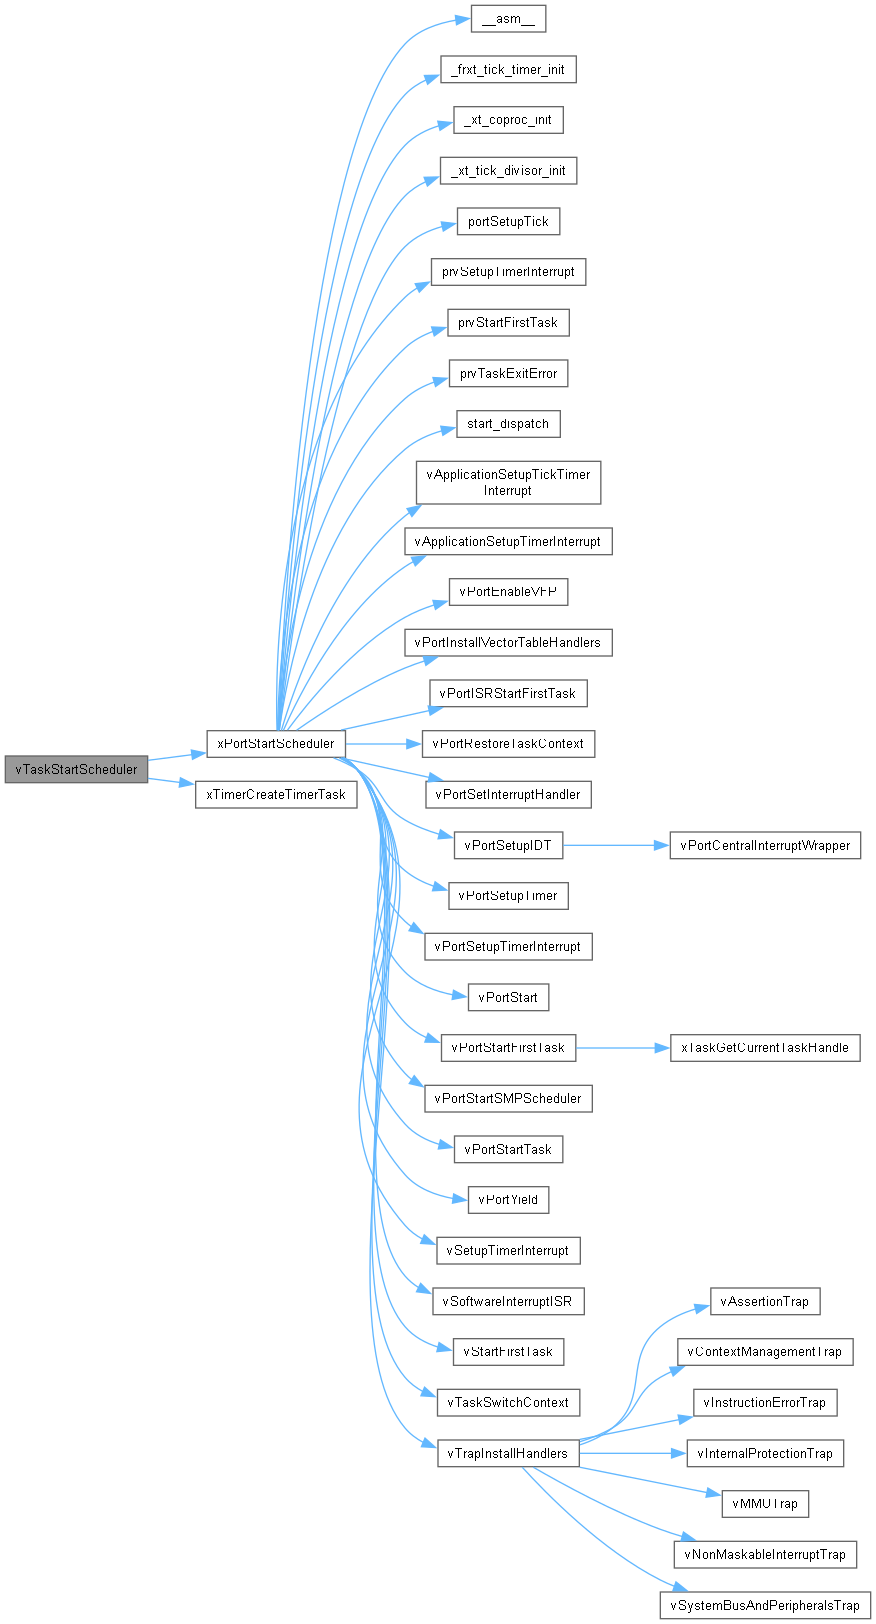 __asm__
_frxt_tick_timer_init
_xt_coproc_init
_xt_tick_divisor_init
portSetupTick
prvSetupTimerInterrupt
prvStartFirstTask
prvTaskExitError
start_dispatch
vApplicationSetupTickTimer
Interrupt
vApplicationSetupTimerInterrupt
vPortEnableVFP
vPortInstallVectorTableHandlers
vPortISRStartFirstTask
xPortStartScheduler
vPortRestoreTaskContext
vTaskStartScheduler
xTimerCreateTimerTask
vPortSetInterruptHandler
vPortSetupIDT
vPortCentralInterruptWrapper
vPortSetupTimer
vPortSetupTimerInterrupt
vPortStart
vPortStartFirstTask
xTaskGetCurrentTaskHandle
vPortStartSMPScheduler
vPortStartTask
vPortYield
vSetupTimerInterrupt
vSoftwareInterruptISR
vAssertionTrap
vStartFirstTask
vContextManagementTrap
vTaskSwitchContext
vInstructionErrorTrap
vTrapInstallHandlers
vInternalProtectionTrap
vMMUTrap
vNonMaskableInterruptTrap
vSystemBusAndPeripheralsTrap